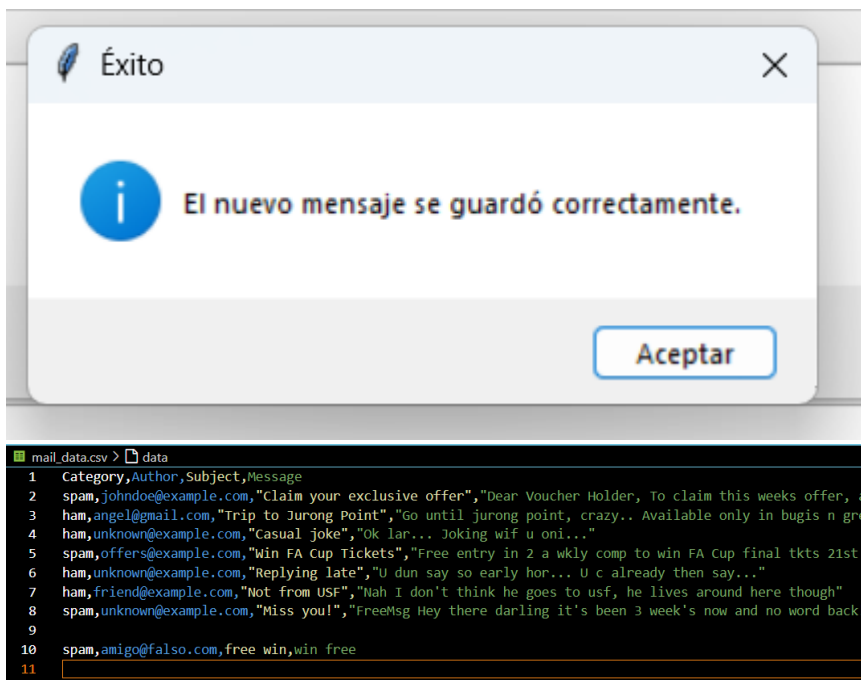 Éxito
El nuevo mensaje se guardó correctamente.
Aceptar
mail_data.csv > data
1 Category,Author,Subject,Message
2 spam,johndoe@example.com,"Claim your exclusive offer","Dear Voucher Holder, To claim this weeks offer,
3 ham,angel@gmail.com,"Trip to Jurong Point","Go until jurong point, crazy.. Available only in bugis n
4 ham,unknown@example.com,"Casual joke","Ok lar... Joking wif u oni..."
5 spam,offers@example.com,"Win FA Cup Tickets","Free entry in 2 a wkly comp to win FA Cup final tkts 21st
6 ham,unknown@example.com,"Replying late","U dun say so early hor... U c already then say..."
7 ham,friend@example.com,"Not from USF","Nah I don't think he goes to usf, he lives around here though"
8 spam,unknown@example.com,"Miss you!","FreeMsg Hey there darling it's been 3 week's now and no word back
9
10 spam,amigo@falso.com,free win,win free
11